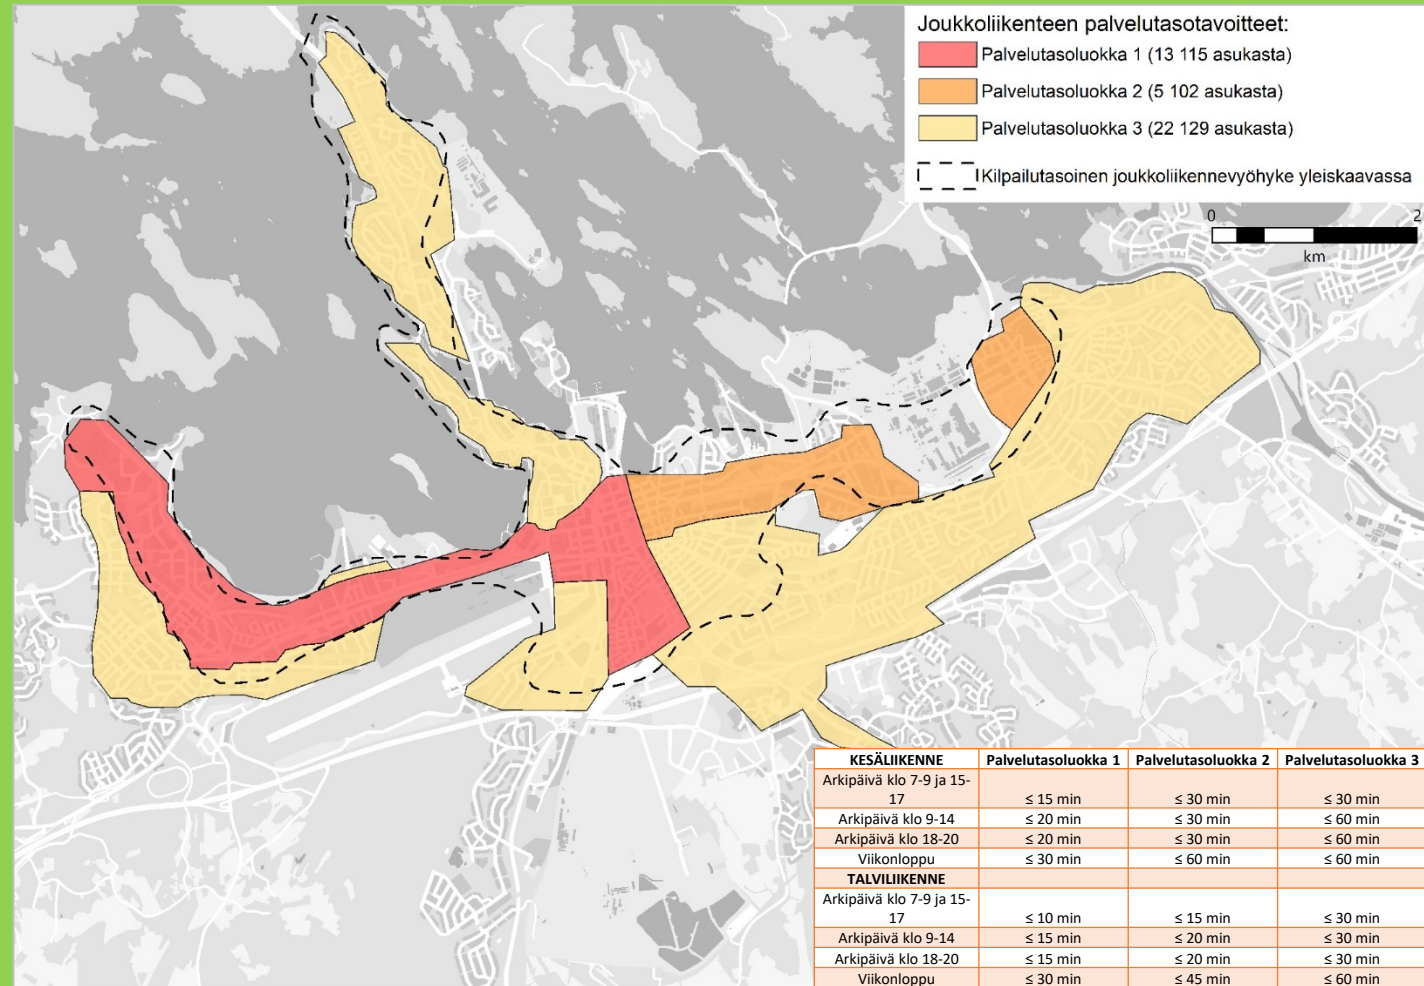 Joukkoliikenteen palvelutasotavoitteet:
Palvelutasoluokka 1 (13 115 asukasta)
Palvelutasoluokka 2 (5 102 asukasta)
Palvelutasoluokka 3 (22 129 asukasta)
Kilpailutasoinen joukkoliikennevyöhyke yleiskaavassa
0 2
km
KESÄLIIKENNE Palvelutasoluokka 1 Palvelutasoluokka 2 Palvelutasoluokka 3
Arkipäivä klo 7-9 ja 15-
17 ≤ 15 min ≤ 30 min ≤ 30 min
Arkipäivä klo 9-14 ≤ 20 min ≤ 30 min ≤ 60 min
Arkipäivä klo 18-20 ≤ 20 min ≤ 30 min ≤ 60 min
Viikonloppu ≤ 30 min ≤ 60 min ≤ 60 min
TALVILIIKENNE
Arkipäivä klo 7-9 ja 15-
17 ≤ 10 min ≤ 15 min ≤ 30 min
Arkipäivä klo 9-14 ≤ 15 min ≤ 20 min ≤ 30 min
Arkipäivä klo 18-20 ≤ 15 min ≤ 20 min ≤ 30 min
Viikonloppu ≤ 30 min ≤ 45 min ≤ 60 min